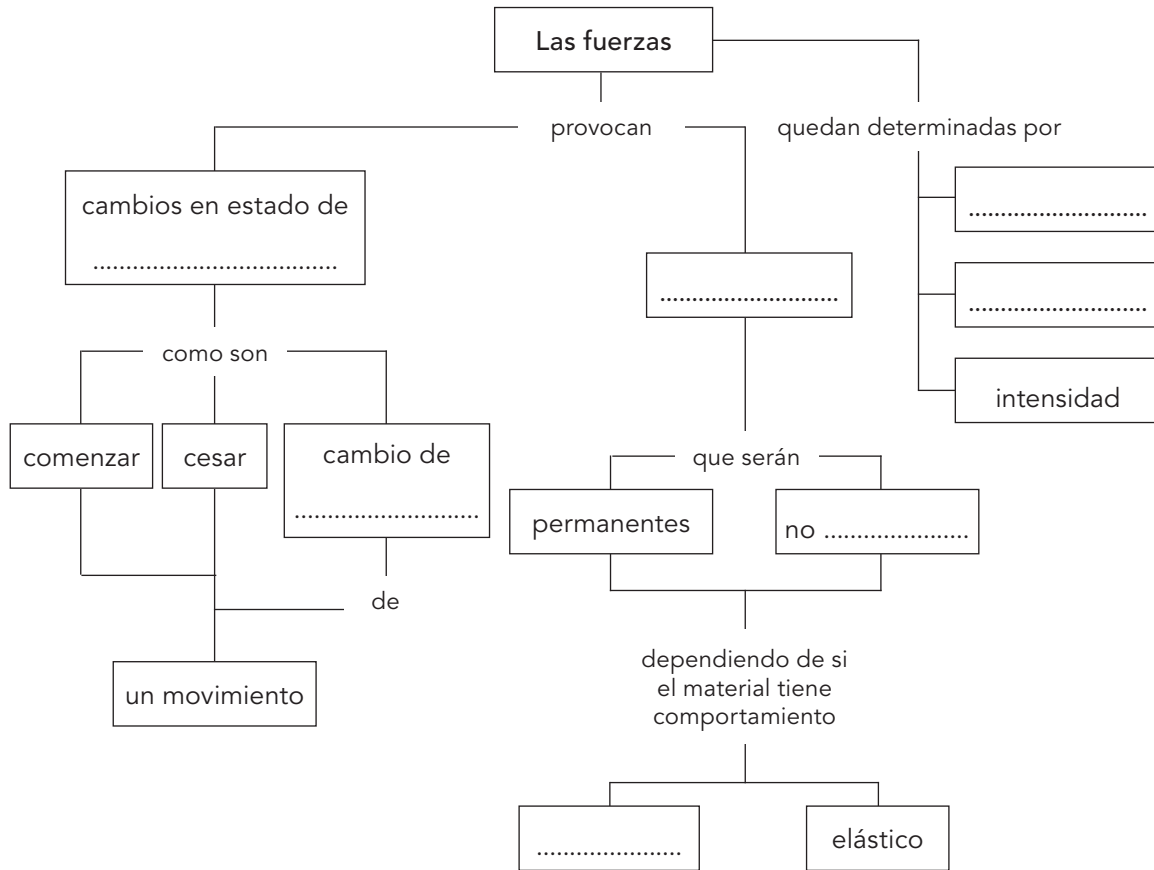 Las fuerzas
provocan
quedan determinadas por
cambios en estado de
.....................................
...........................
...........................
...........................
intensidad
como son
comenzar
cesar
cambio de
............................
que serán
permanentes
no ......................
de
un movimiento
dependiendo de si
el material tiene
comportamiento
......................
elástico